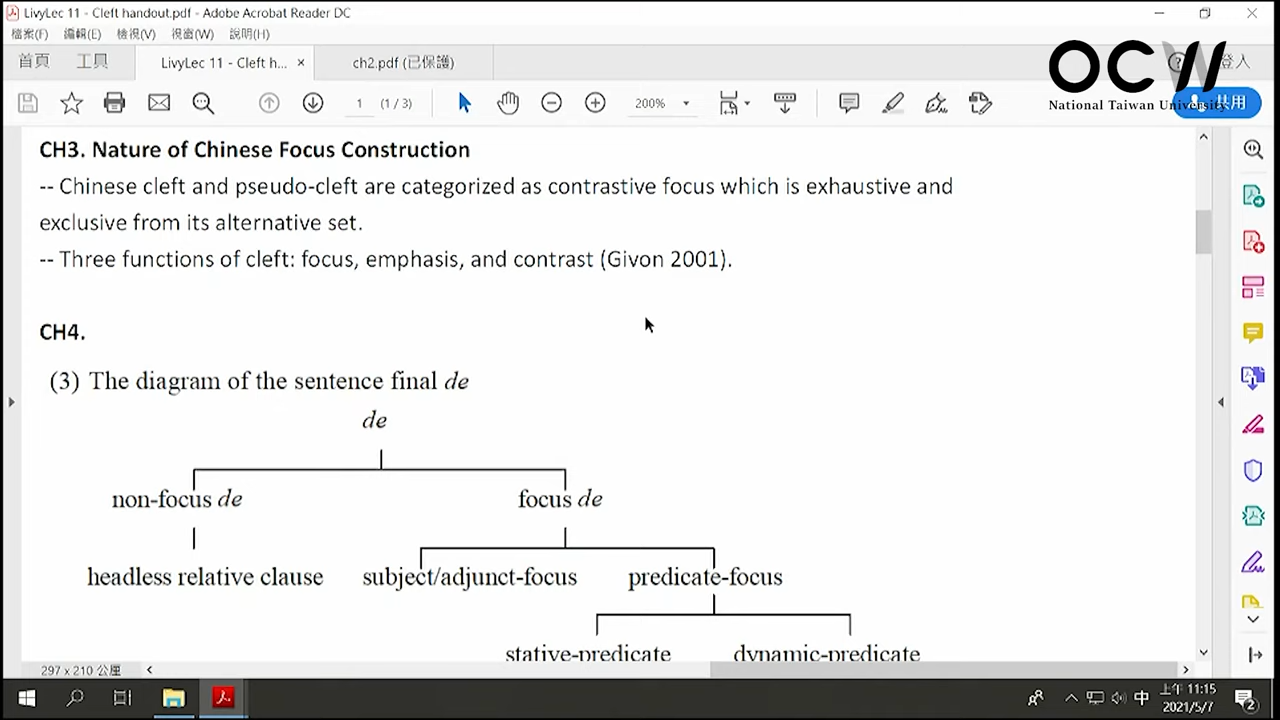 LivyLec 11 - Cleft handout.pdf - Adobe Acrobat Reader DC
檔案(F) 編輯(E) 檢視(V) 視窗(W) 說明(H)
首頁 工具 LivyLec 11 - Cleft h... × ch2.pdf (已保護) 登入
OCW
National Taiwan University
1 (1 / 3) 200% 共用
CH3. Nature of Chinese Focus Construction
-- Chinese cleft and pseudo-cleft are categorized as contrastive focus which is exhaustive and
exclusive from its alternative set.
-- Three functions of cleft: focus, emphasis, and contrast (Givon 2001).
CH4.
(3) The diagram of the sentence final de
de
non-focus de focus de
headless relative clause subject/adjunct-focus predicate-focus
stative-predicate dynamic-predicate
297 x 210 公厘
中 上午 11:15
2021/5/7 2